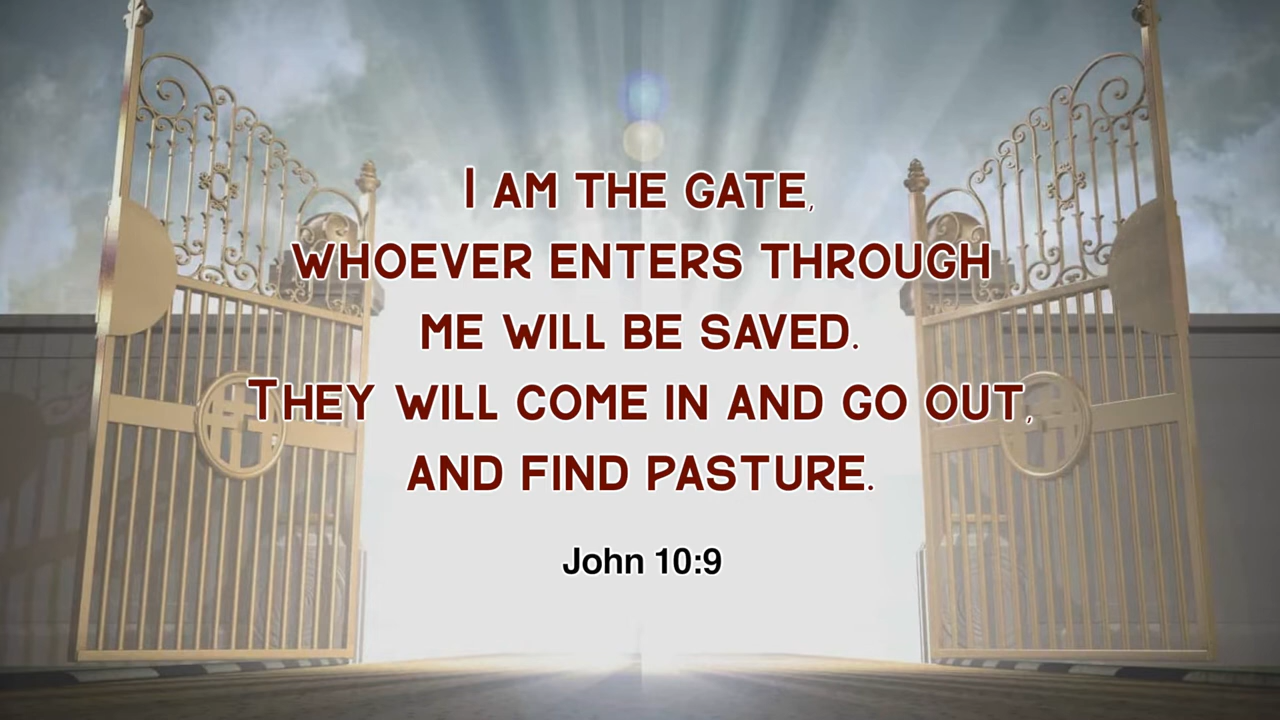 I AM THE GATE,
WHOEVER ENTERS THROUGH
ME WILL BE SAVED.
THEY WILL COME IN AND GO OUT,
AND FIND PASTURE.
John 10:9